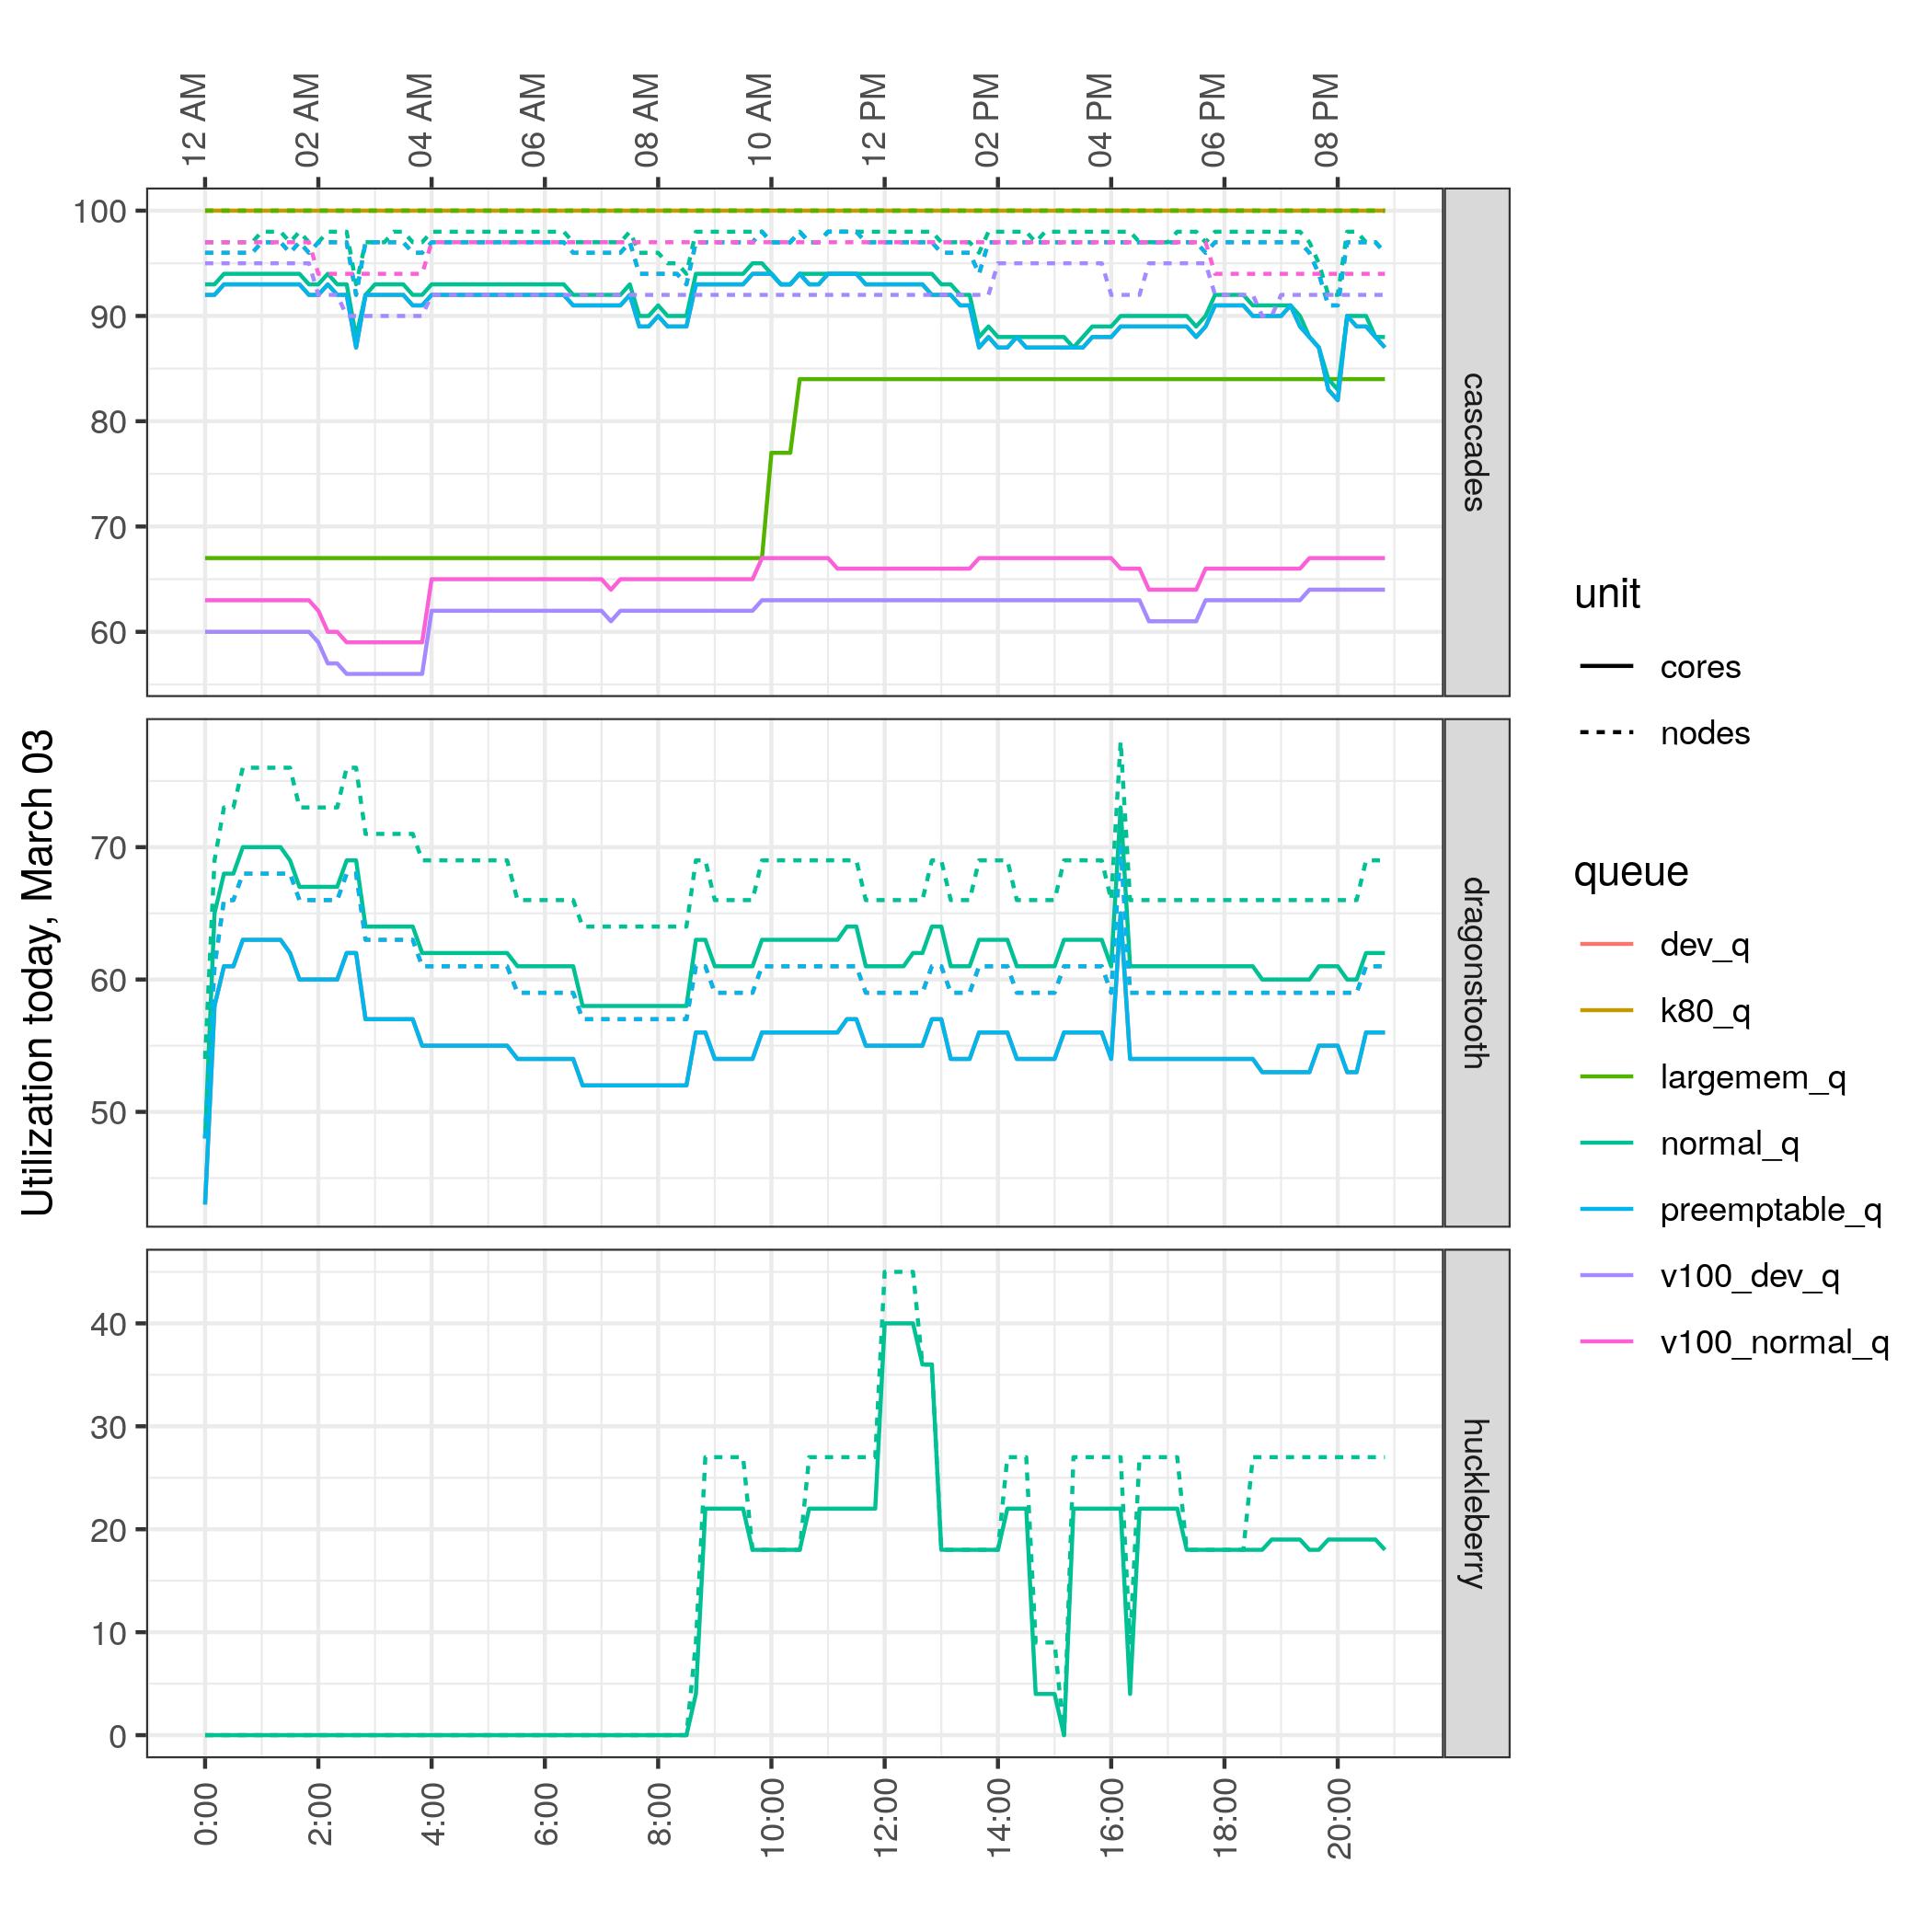 12 AM
02 AM
04 AM
06 AM
08 AM
10 AM
12 PM
02 PM
04 PM
06 PM
08 PM
Utilization today, March 03
100
90
80
70
60
cascades
70
60
50
dragonstooth
40
30
20
10
0
huckleberry
0:00
2:00
4:00
6:00
8:00
10:00
12:00
14:00
16:00
18:00
20:00
unit
cores
nodes
queue
dev_q
k80_q
largemem_q
normal_q
preemptable_q
v100_dev_q
v100_normal_q